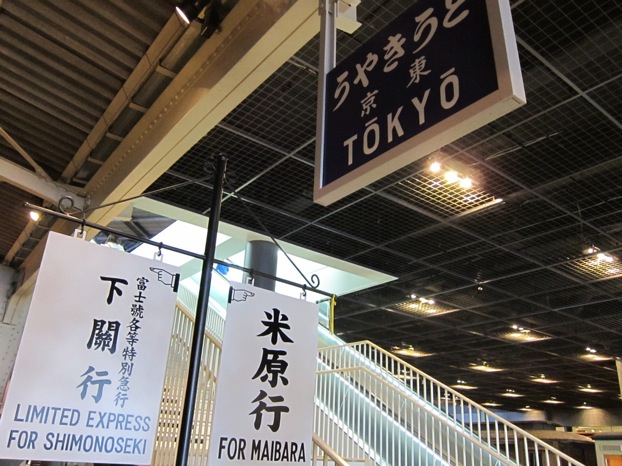 うやきうと
京東
TŌKYŌ
富士號各等特別急行
下關行
LIMITED EXPRESS
FOR SHIMONOSEKI
米原行
FOR MAIBARA